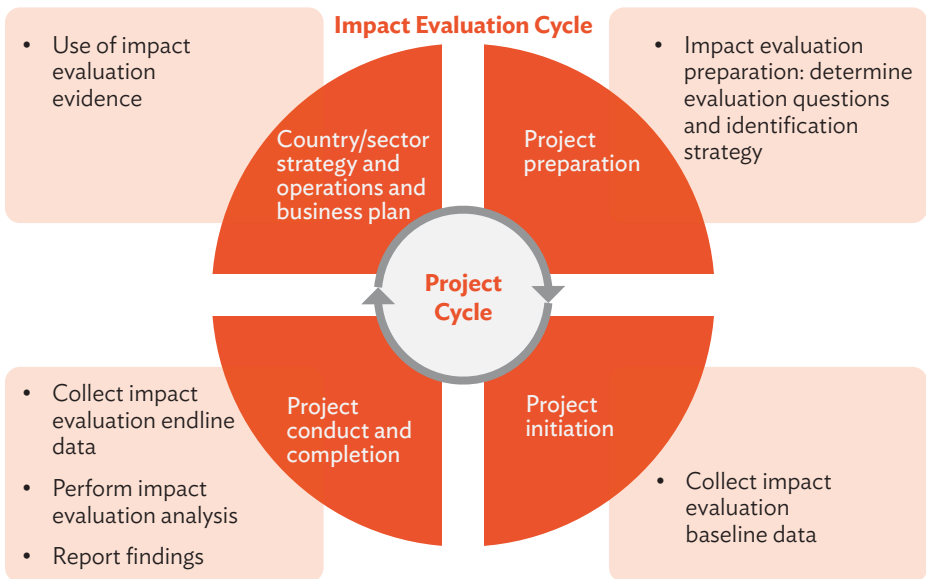 Impact Evaluation Cycle
• Use of impact
evaluation
evidence
Country/sector
strategy and
operations and
business plan
Project
preparation
• Impact evaluation
preparation: determine
evaluation questions
and identification
strategy
Project
Cycle
• Collect impact
evaluation endline
data
• Perform impact
evaluation analysis
• Report findings
Project
conduct and
completion
Project
initiation
• Collect impact
evaluation
baseline data